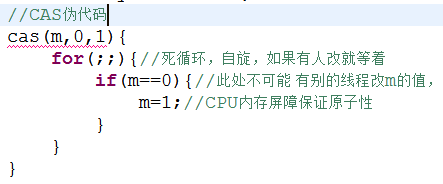 //CAS伪代码
cas(m,0,1){
for(;;){//死循环，自旋，如果有人改就等着
if(m==0){//此处不可能 有别的线程改m的值，
m=1;//CPU内存屏障保证原子性
}
}
}